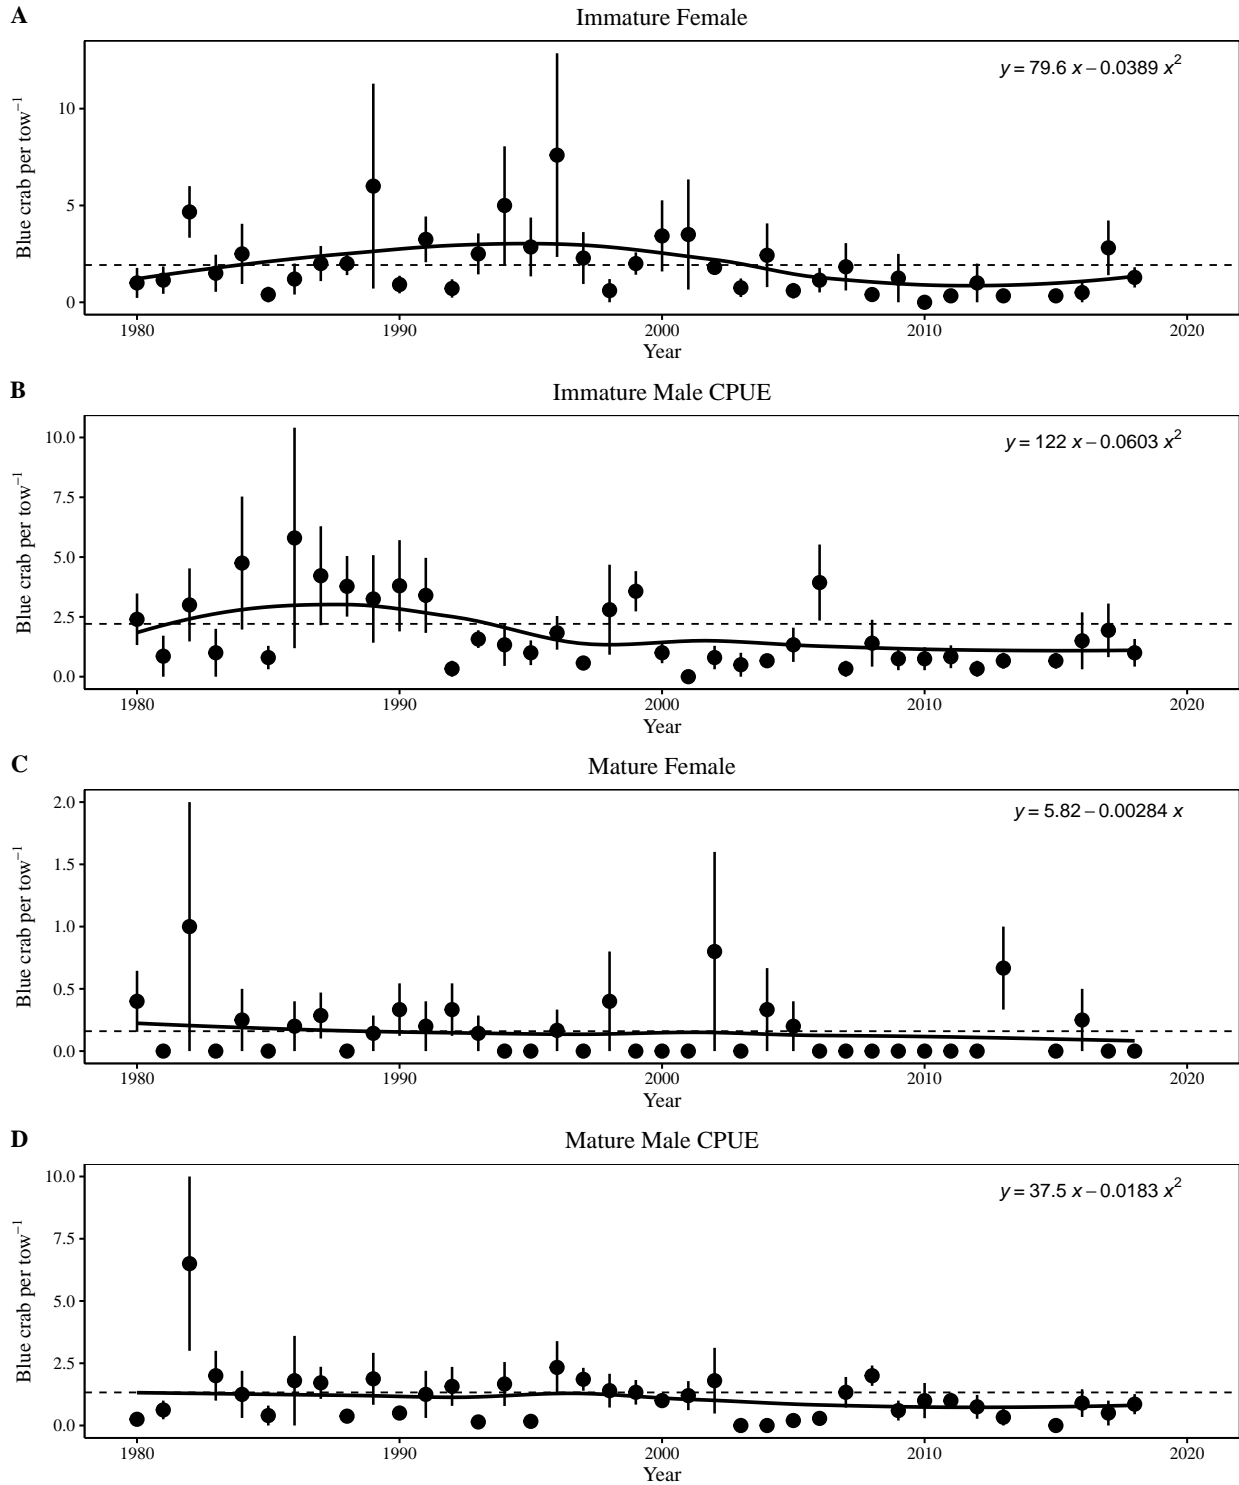 A
Immature Female
y = 79.6 x – 0.0389 x²
Blue crab per tow⁻¹
10
5
0
1980 1990 2000 2010 2020
Year
B
Immature Male CPUE
y = 122 x – 0.0603 x²
Blue crab per tow⁻¹
10.0
7.5
5.0
2.5
0.0
1980 1990 2000 2010 2020
Year
C
Mature Female
y = 5.82 – 0.00284 x
Blue crab per tow⁻¹
2.0
1.5
1.0
0.5
0.0
1980 1990 2000 2010 2020
Year
D
Mature Male CPUE
y = 37.5 x – 0.0183 x²
Blue crab per tow⁻¹
10.0
7.5
5.0
2.5
0.0
1980 1990 2000 2010 2020
Year